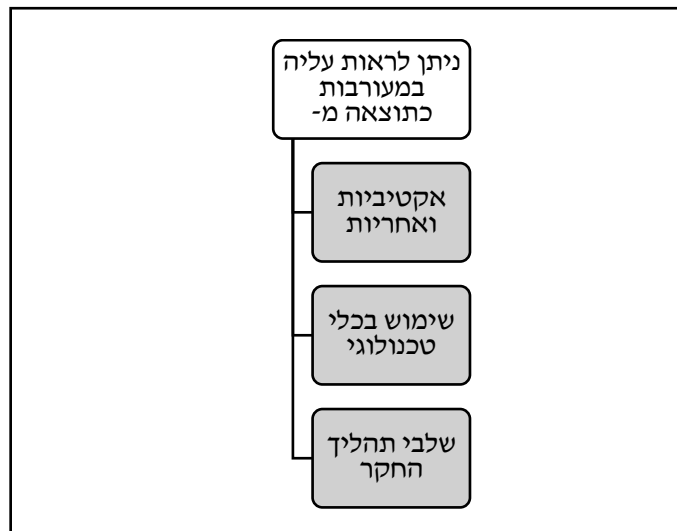 ניתן לראות עליה
במעורבות
כתוצאה מ-
אקטיביות
ואחריות
שימוש בכלי
טכנולוגי
שלבי תהליך
החקר